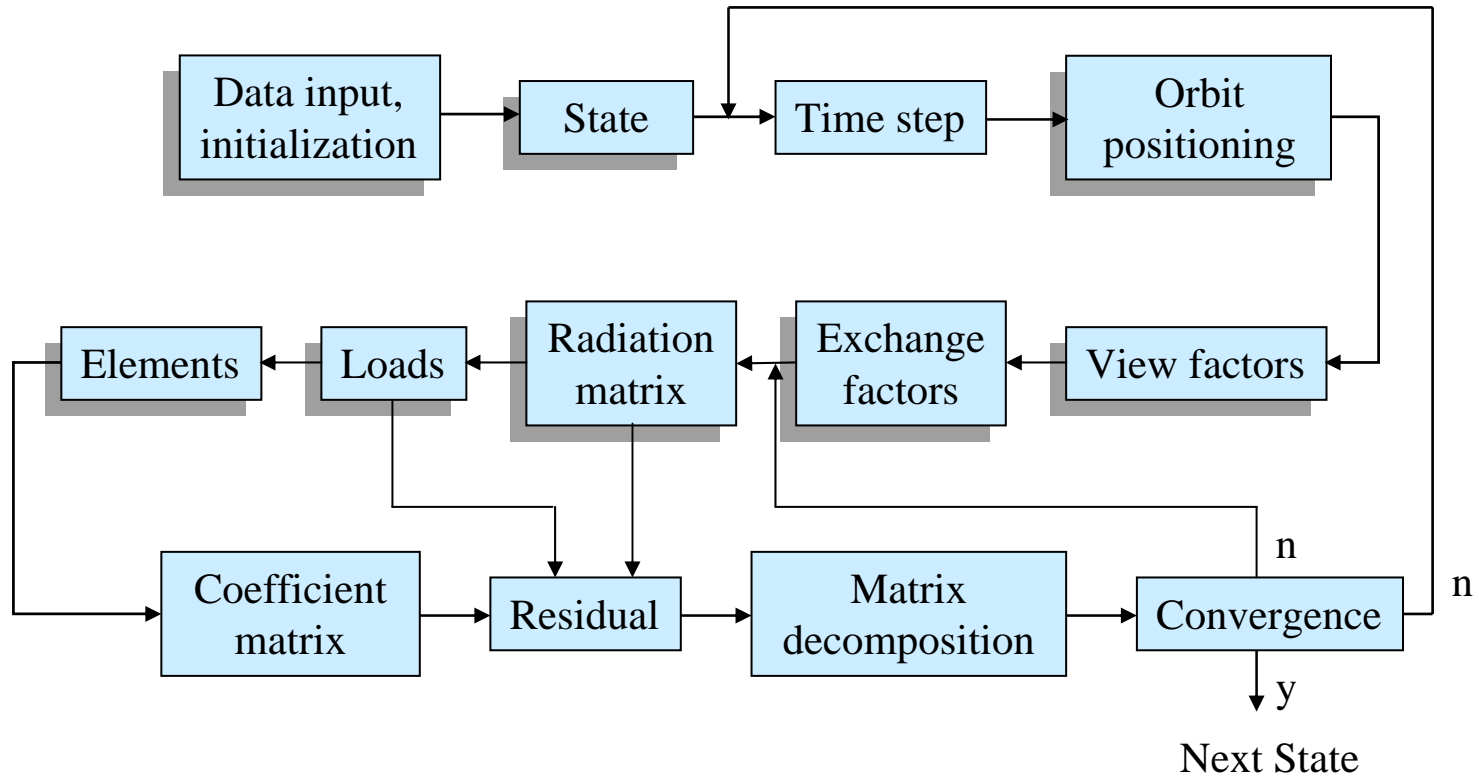 Data input,
initialization
State
Time step
Orbit
positioning
Elements
Loads
Radiation
matrix
Exchange
factors
View factors
Coefficient
matrix
Residual
Matrix
decomposition
Convergence
n
n
y
Next State